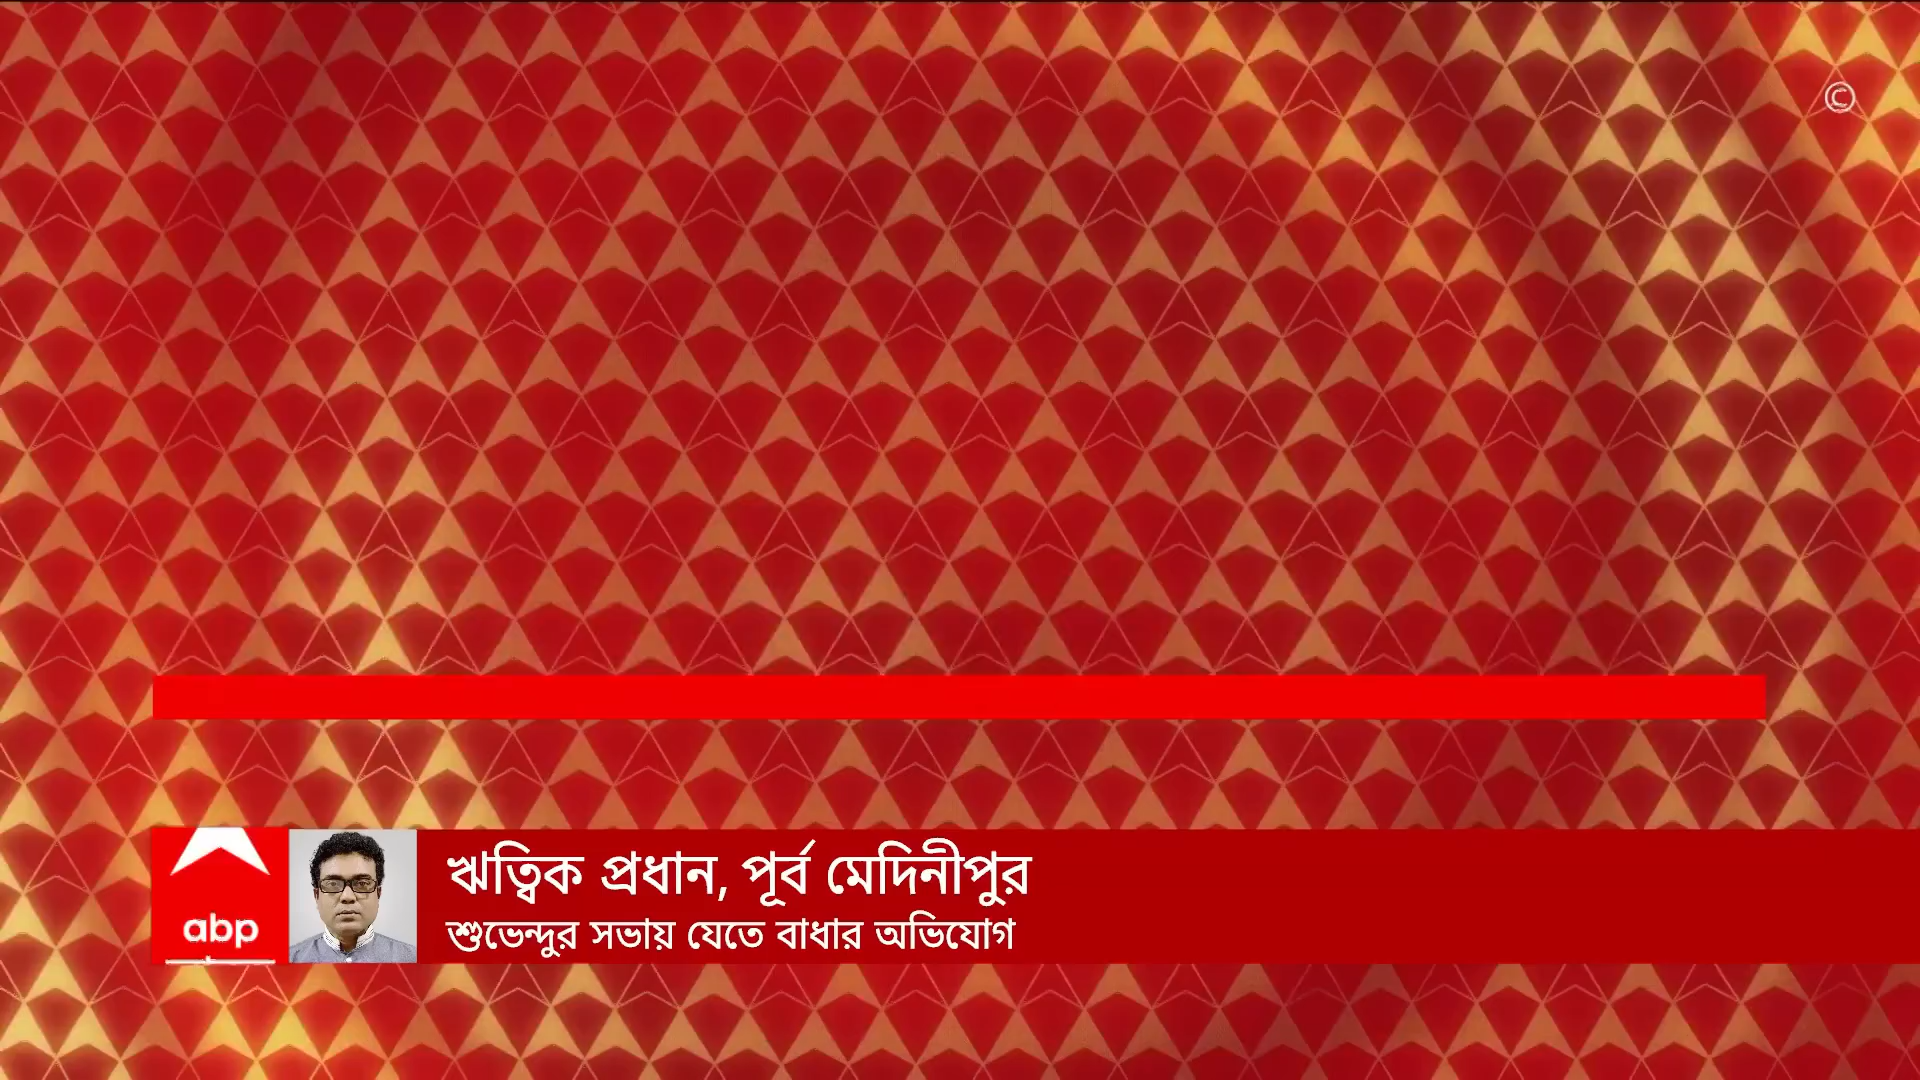 ©
abp
ঋত্বিক প্রধান, পূর্ব মেদিনীপুর
শুভেন্দুর সভায় যেতে বাধার অভিযোগ